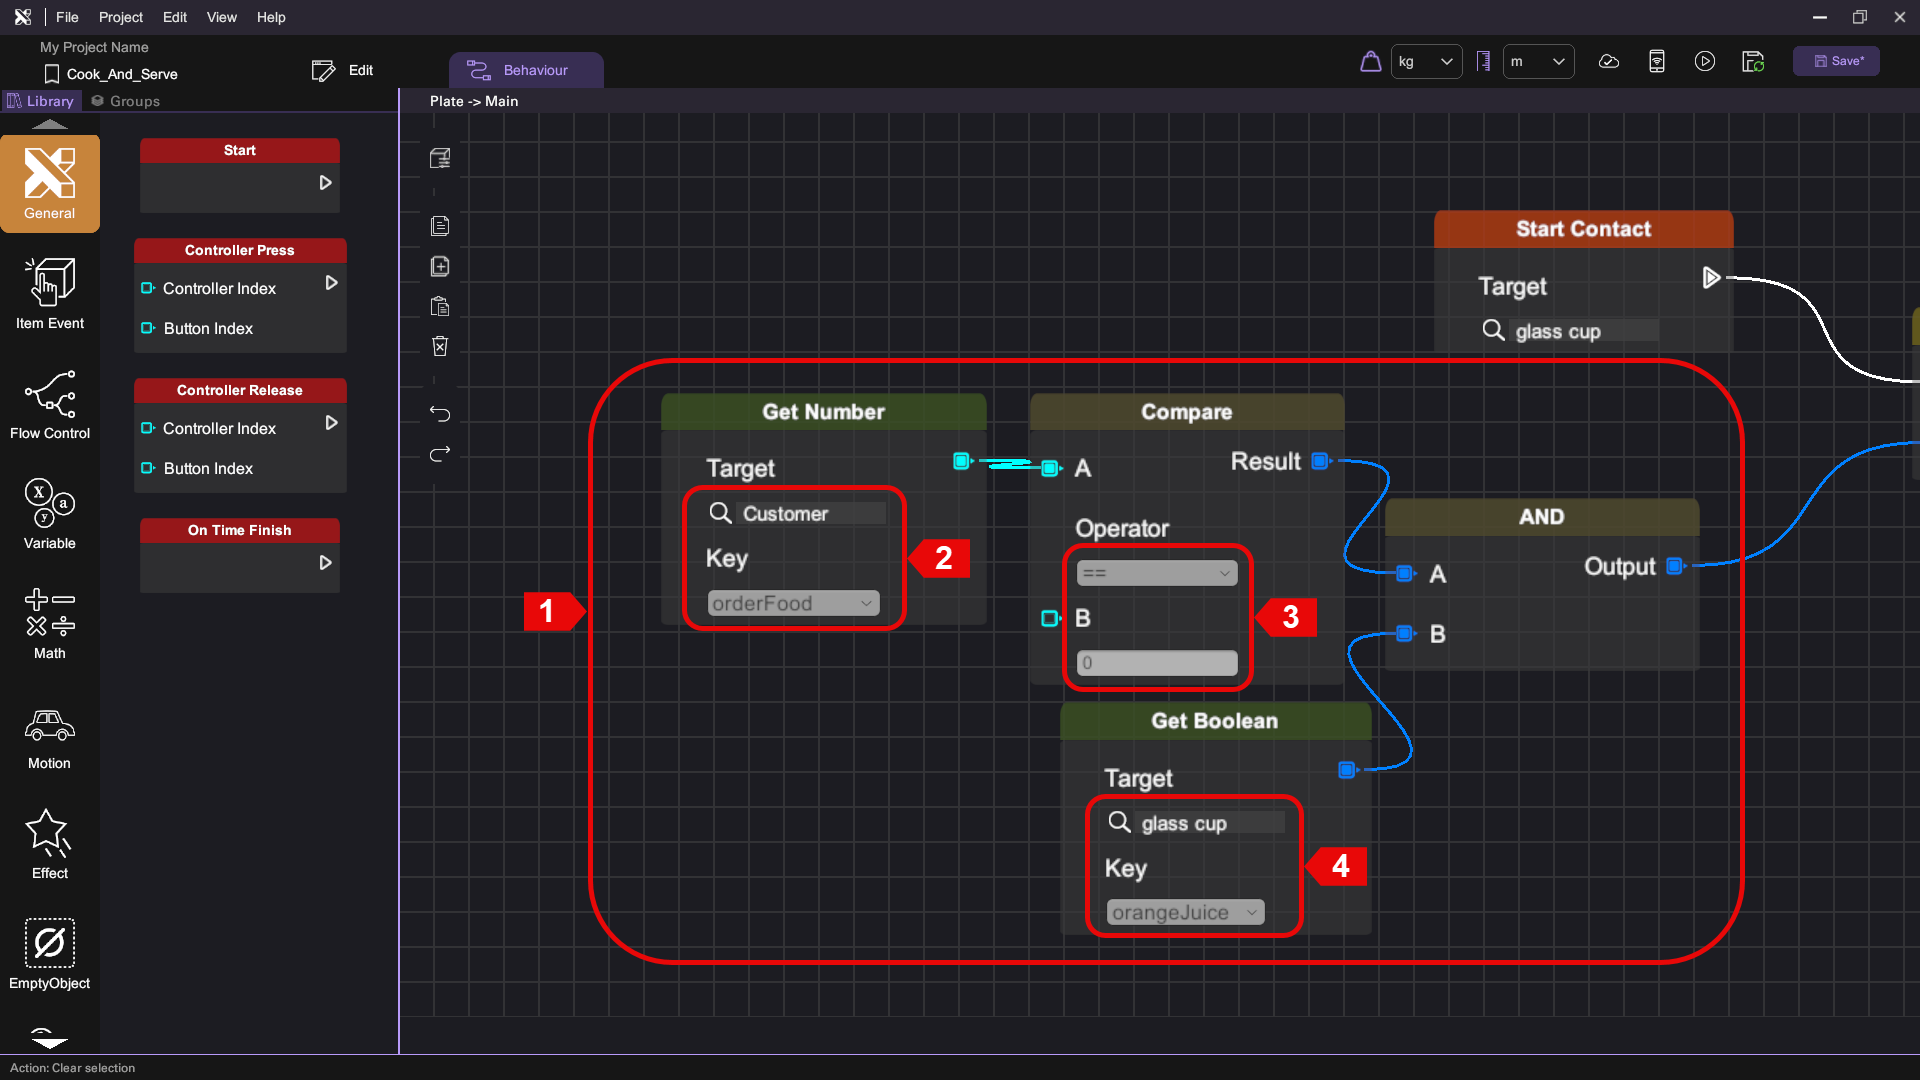 File Project Edit View Help
My Project Name
Cook_And_Serve
Edit
Behaviour
kg
m
Save*
Library
Groups
Plate -> Main
General
Item Event
Flow Control
Variable
Math
Motion
Effect
EmptyObject
Start
Controller Press
Controller Index
Button Index
Controller Release
Controller Index
Button Index
On Time Finish
Start Contact
Target
glass cup
1
Get Number
Target
Customer
Key
orderFood
2
Compare
A
Result
Operator
==
B
0
3
AND
A
Output
B
Get Boolean
Target
glass cup
Key
orangeJuice
4
Action: Clear selection